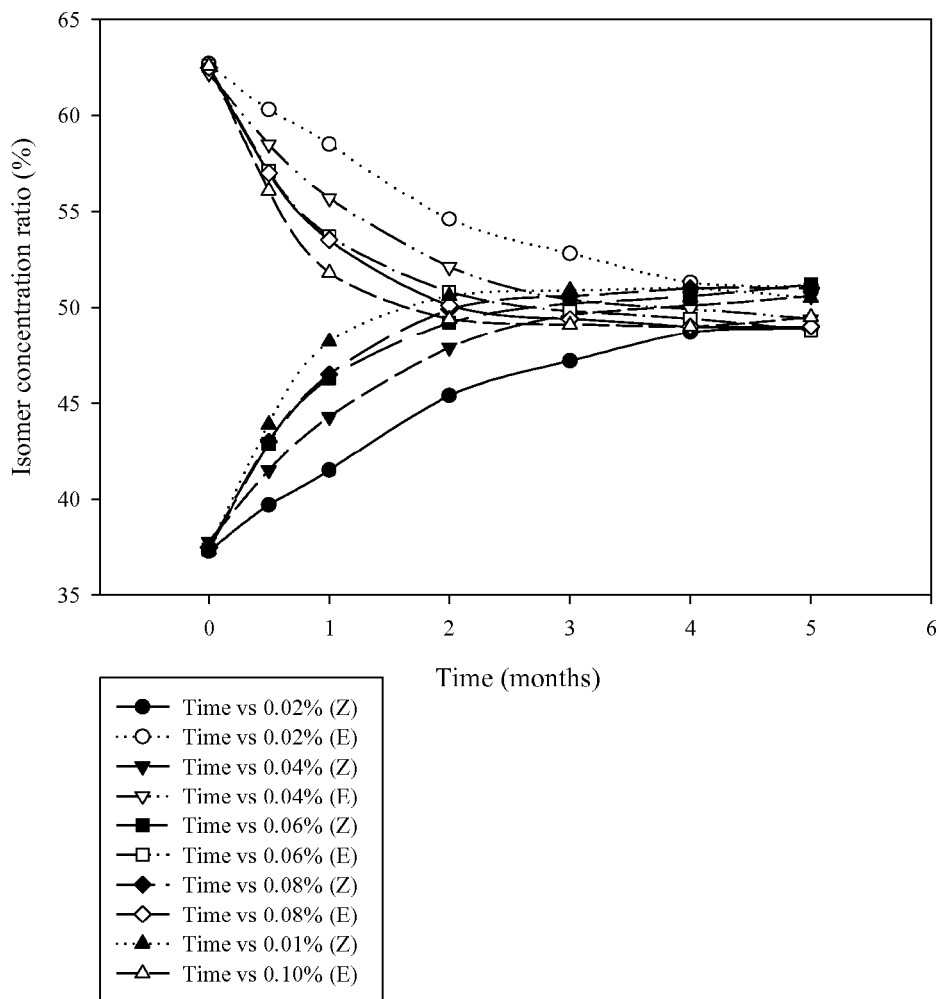 65
60
55
50
45
40
35
Isomer concentration ratio (%)
0 1 2 3 4 5 6
Time (months)
Time vs 0.02% (Z)
Time vs 0.02% (E)
Time vs 0.04% (Z)
Time vs 0.04% (E)
Time vs 0.06% (Z)
Time vs 0.06% (E)
Time vs 0.08% (Z)
Time vs 0.08% (E)
Time vs 0.01% (Z)
Time vs 0.10% (E)